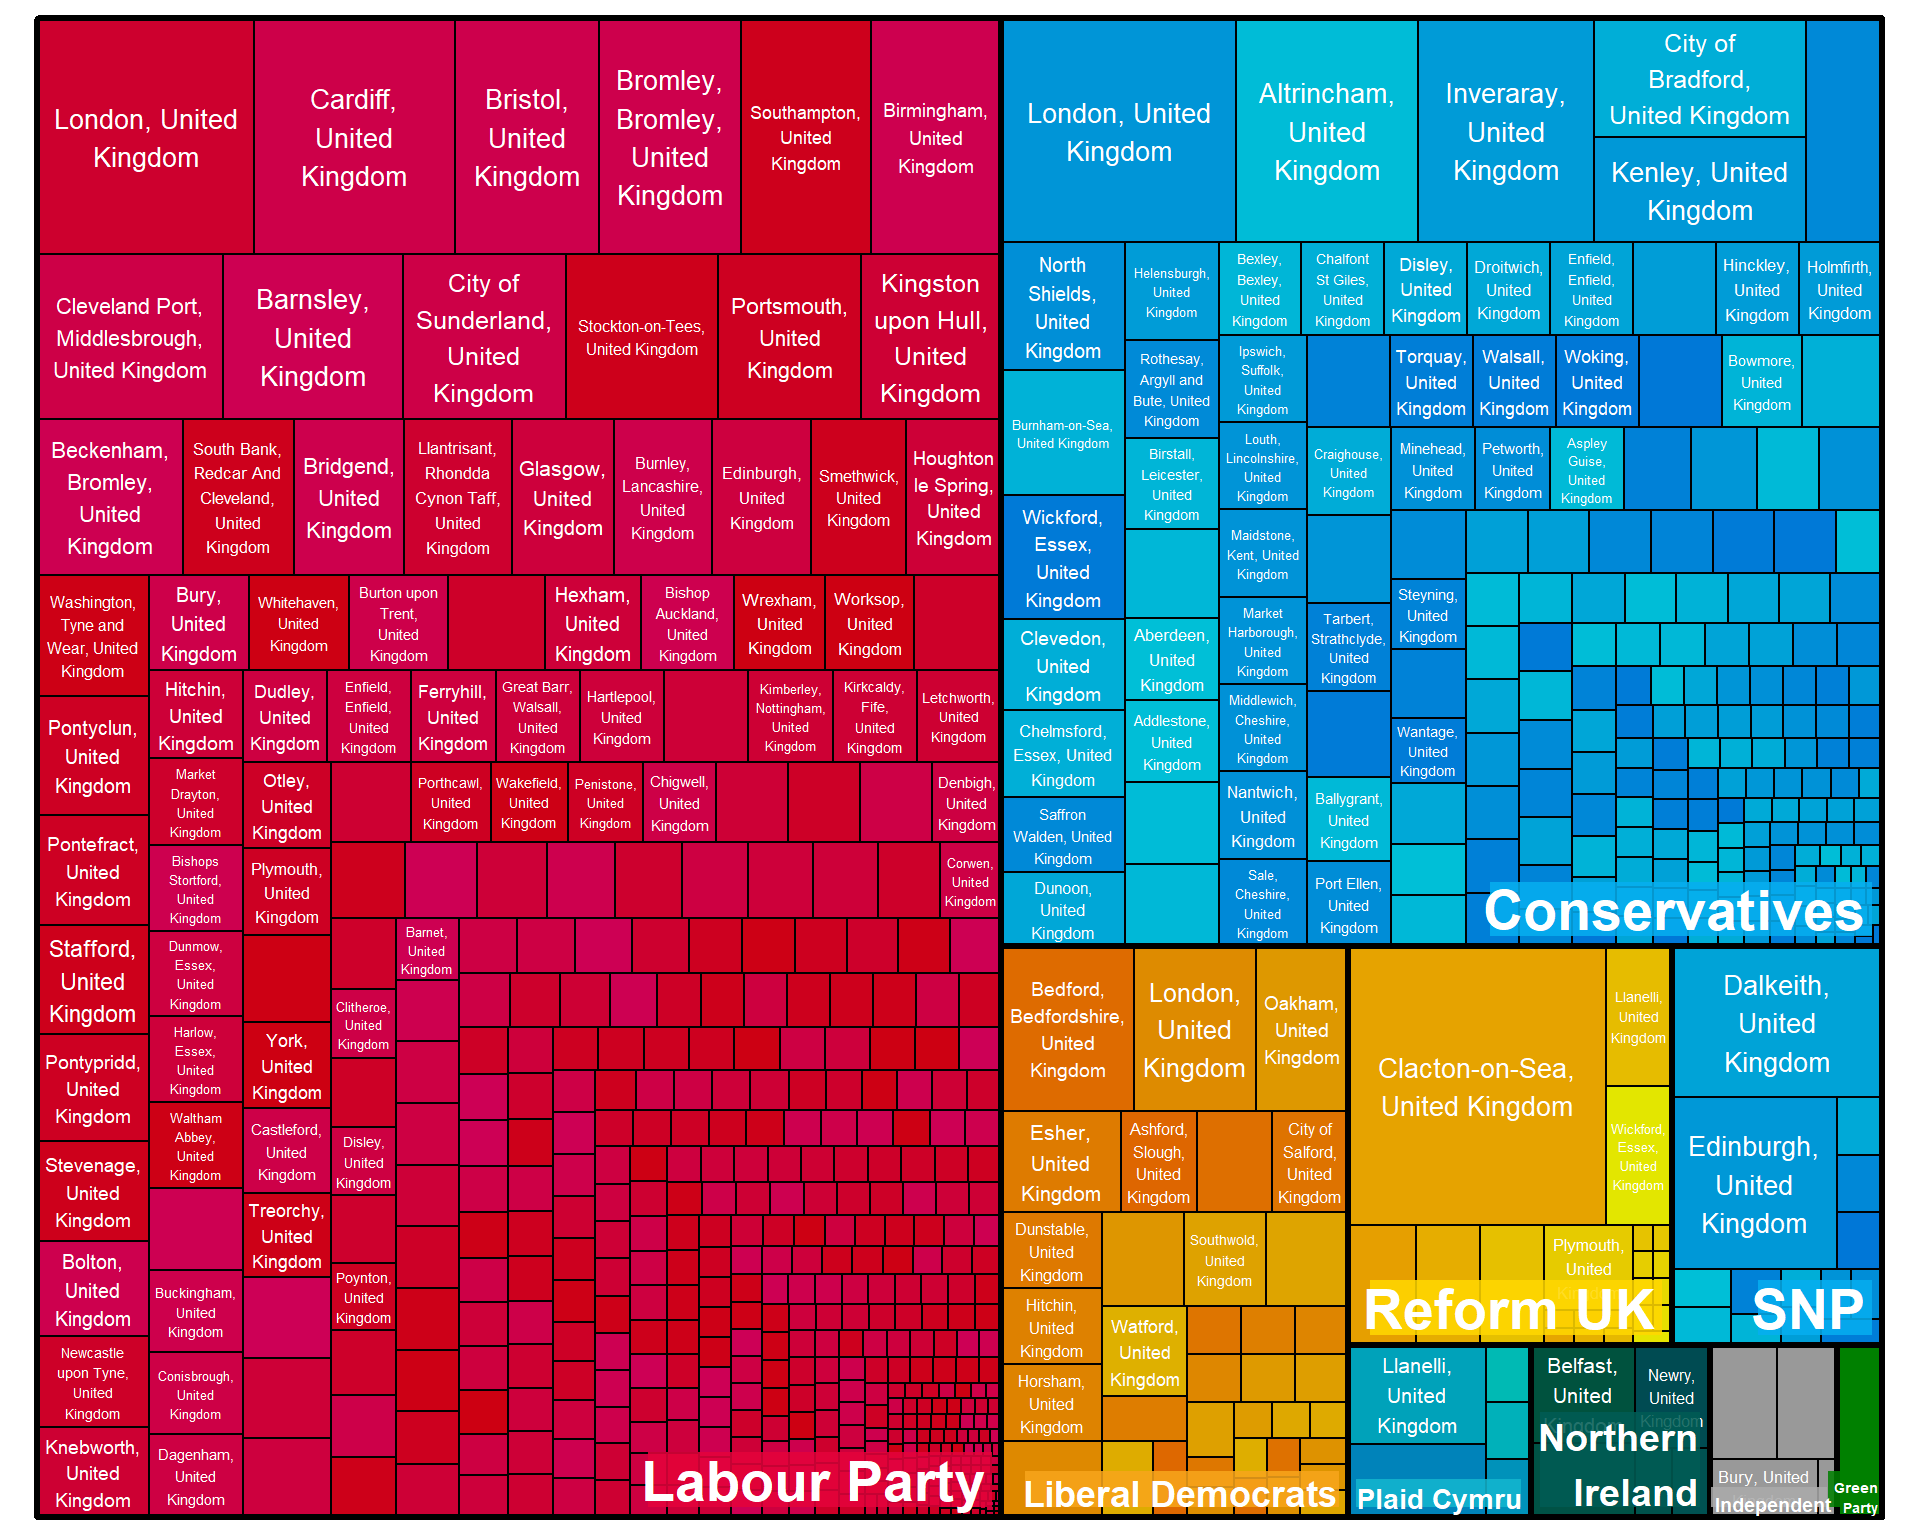 London, United
Kingdom
Cardiff,
United
Kingdom
Bristol,
United
Kingdom
Bromley,
Bromley,
United
Kingdom
Southampton,
United
Kingdom
Birmingham,
United
Kingdom
Cleveland Port,
Middlesbrough,
United Kingdom
Barnsley,
United
Kingdom
City of
Sunderland,
United
Kingdom
Stockton-on-Tees,
United Kingdom
Portsmouth,
United
Kingdom
Kingston
upon Hull,
United
Kingdom
Beckenham,
Bromley,
United
Kingdom
South Bank,
Redcar And
Cleveland,
United
Kingdom
Bridgend,
United
Kingdom
Llantrisant,
Rhondda
Cynon Taff,
United
Kingdom
Glasgow,
United
Kingdom
Burnley,
Lancashire,
United
Kingdom
Edinburgh,
United
Kingdom
Smethwick,
United
Kingdom
Houghton
le Spring,
United
Kingdom
Washington,
Tyne and
Wear, United
Kingdom
Bury,
United
Kingdom
Whitehaven,
United
Kingdom
Burton upon
Trent,
United
Kingdom
Hexham,
United
Kingdom
Bishop
Auckland,
United
Kingdom
Wrexham,
United
Kingdom
Worksop,
United
Kingdom
Pontyclun,
United
Kingdom
Hitchin,
United
Kingdom
Dudley,
United
Kingdom
Enfield,
Enfield,
United
Kingdom
Ferryhill,
United
Kingdom
Great Barr,
Walsall,
United
Kingdom
Hartlepool,
United
Kingdom
Kimberley,
Nottingham,
United
Kingdom
Kirkcaldy,
Fife,
United
Kingdom
Letchworth,
United
Kingdom
Market
Drayton,
United
Kingdom
Otley,
United
Kingdom
Porthcawl,
United
Kingdom
Wakefield,
United
Kingdom
Penistone,
United
Kingdom
Chigwell,
United
Kingdom
Denbigh,
United
Kingdom
Pontefract,
United
Kingdom
Bishops
Stortford,
United
Kingdom
Plymouth,
United
Kingdom
Corwen,
United
Kingdom
Stafford,
United
Kingdom
Dunmow,
Essex,
United
Kingdom
Barnet,
United
Kingdom
Pontypridd,
United
Kingdom
Harlow,
Essex,
United
Kingdom
York,
United
Kingdom
Clitheroe,
United
Kingdom
Stevenage,
United
Kingdom
Waltham
Abbey,
United
Kingdom
Castleford,
United
Kingdom
Disley,
United
Kingdom
Treorchy,
United
Kingdom
Bolton,
United
Kingdom
Buckingham,
United
Kingdom
Poynton,
United
Kingdom
Newcastle
upon Tyne,
United
Kingdom
Conisbrough,
United
Kingdom
Knebworth,
United
Kingdom
Dagenham,
United
Kingdom
Labour Party
London, United
Kingdom
Altrincham,
United
Kingdom
Inveraray,
United
Kingdom
City of
Bradford,
United Kingdom
Kenley, United
Kingdom
North
Shields,
United
Kingdom
Helensburgh,
United
Kingdom
Bexley,
Bexley,
United
Kingdom
Chalfont
St Giles,
United
Kingdom
Disley,
United
Kingdom
Droitwich,
United
Kingdom
Enfield,
Enfield,
United
Kingdom
Hinckley,
United
Kingdom
Holmfirth,
United
Kingdom
Rothesay,
Argyll and
Bute, United
Kingdom
Ipswich,
Suffolk,
United
Kingdom
Torquay,
United
Kingdom
Walsall,
United
Kingdom
Woking,
United
Kingdom
Bowmore,
United
Kingdom
Burnham-on-Sea,
United Kingdom
Birstall,
Leicester,
United
Kingdom
Louth,
Lincolnshire,
United
Kingdom
Craighouse,
United
Kingdom
Minehead,
United
Kingdom
Petworth,
United
Kingdom
Aspley
Guise,
United
Kingdom
Wickford,
Essex,
United
Kingdom
Maidstone,
Kent, United
Kingdom
Steyning,
United
Kingdom
Clevedon,
United
Kingdom
Aberdeen,
United
Kingdom
Market
Harborough,
United
Kingdom
Tarbert,
Strathclyde,
United
Kingdom
Chelmsford,
Essex, United
Kingdom
Addlestone,
United
Kingdom
Middlewich,
Cheshire,
United
Kingdom
Wantage,
United
Kingdom
Saffron
Walden, United
Kingdom
Nantwich,
United
Kingdom
Ballygrant,
United
Kingdom
Dunoon,
United
Kingdom
Sale,
Cheshire,
United
Kingdom
Port Ellen,
United
Kingdom
Conservatives
Bedford,
Bedfordshire,
United
Kingdom
London,
United
Kingdom
Oakham,
United
Kingdom
Esher,
United
Kingdom
Ashford,
Slough,
United
Kingdom
City of
Salford,
United
Kingdom
Dunstable,
United
Kingdom
Southwold,
United
Kingdom
Hitchin,
United
Kingdom
Watford,
United
Kingdom
Horsham,
United
Kingdom
Liberal Democrats
Clacton-on-Sea,
United Kingdom
Llanelli,
United
Kingdom
Wickford,
Essex,
United
Kingdom
Plymouth,
United
Kingdom
Reform UK
Dalkeith,
United
Kingdom
Edinburgh,
United
Kingdom
SNP
Llanelli,
United
Kingdom
Plaid Cymru
Belfast,
United
Kingdom
Newry,
United
Kingdom
Northern
Ireland
Bury, United
Independent
Green
Party